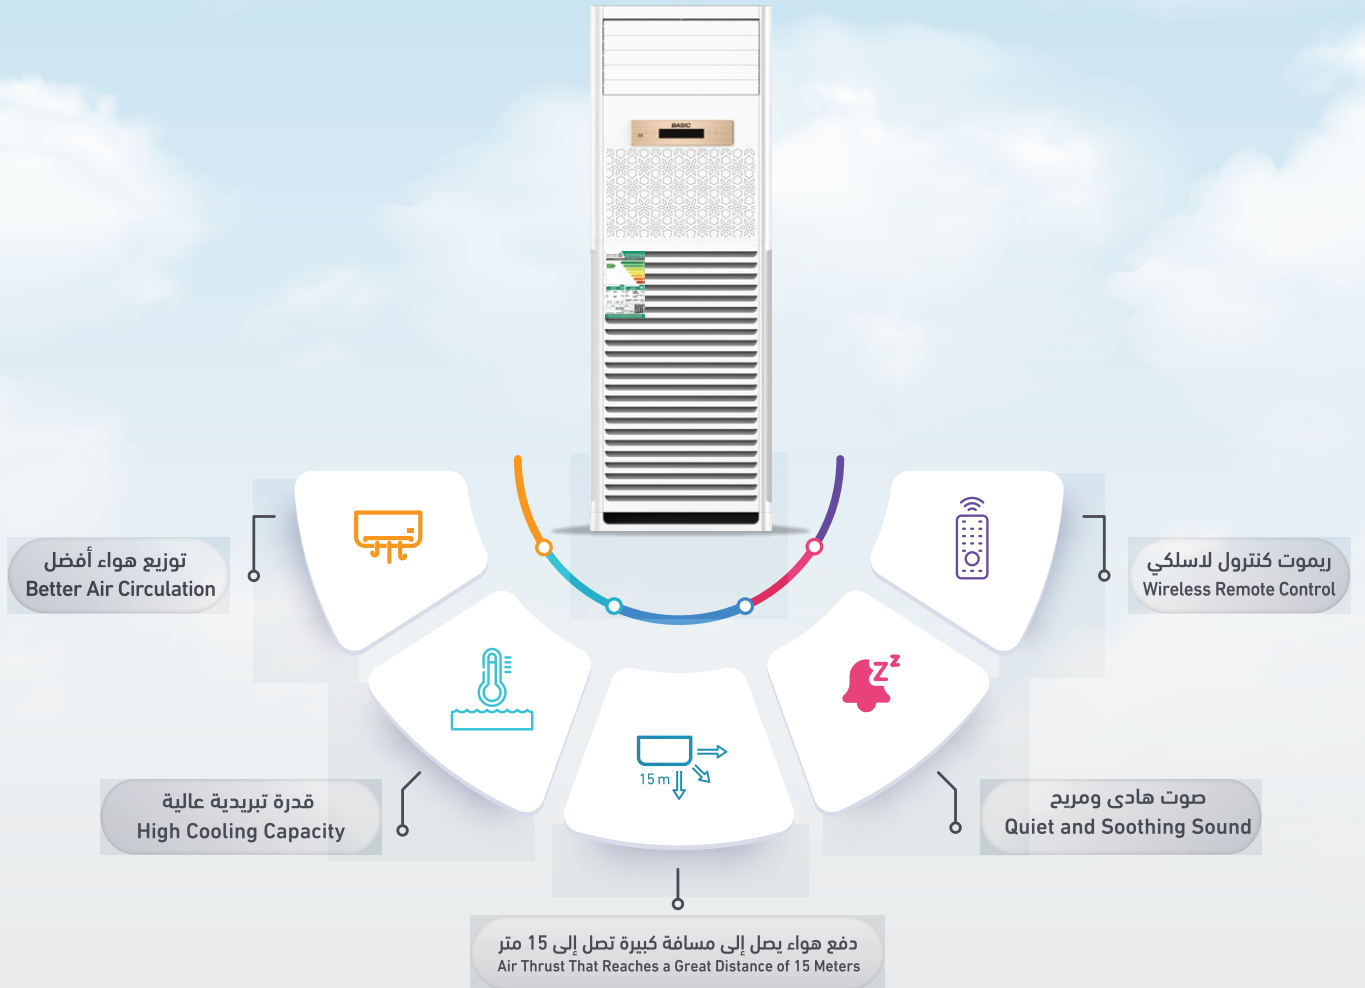 BASIC
توزيع هواء أفضل
Better Air Circulation
ريموت كنترول لاسلكي
Wireless Remote Control
قدرة تبريدية عالية
High Cooling Capacity
صوت هادى ومريح
Quiet and Soothing Sound
15 m
z z
دفع هواء يصل إلى مسافة كبيرة تصل إلى 15 متر
Air Thrust That Reaches a Great Distance of 15 Meters